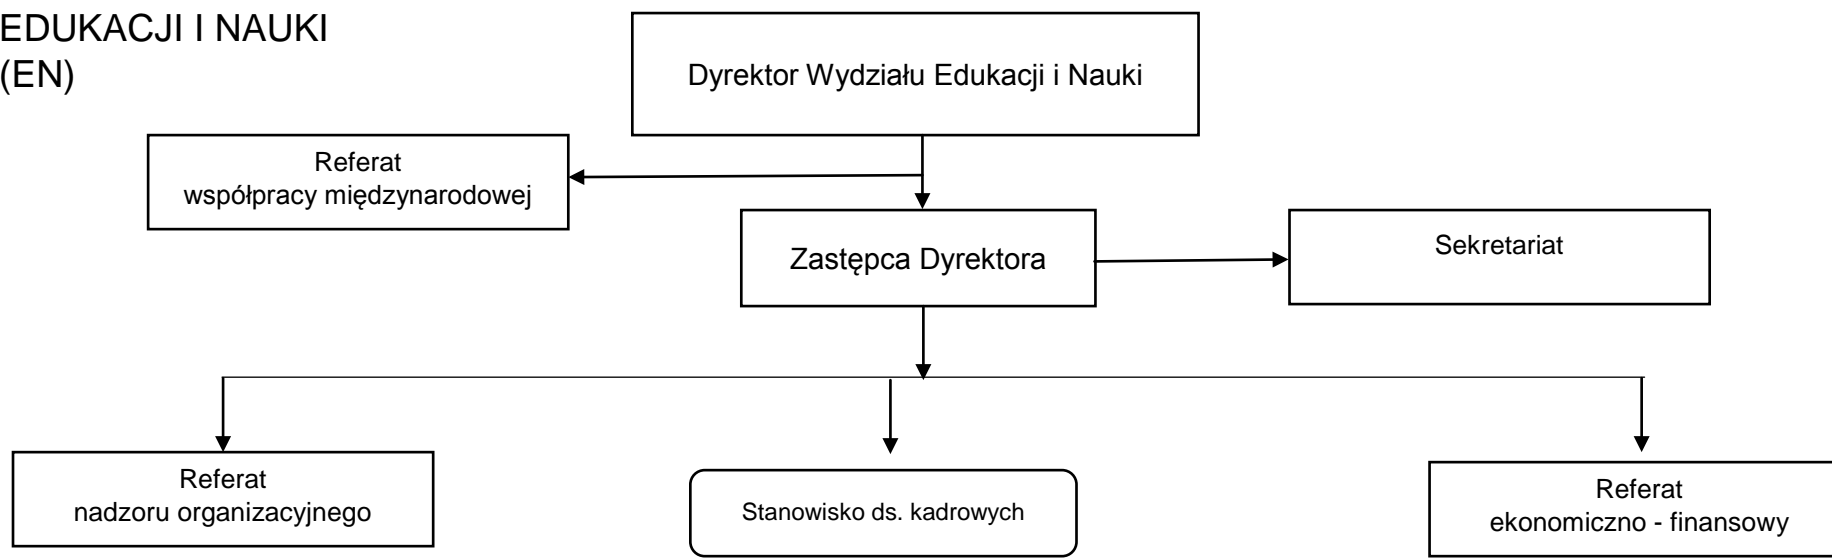 EDUKACJI I NAUKI
(EN)
Dyrektor Wydziału Edukacji i Nauki
Referat
współpracy międzynarodowej
Zastępca Dyrektora
Sekretariat
Referat
nadzoru organizacyjnego
Stanowisko ds. kadrowych
Referat
ekonomiczno - finansowy